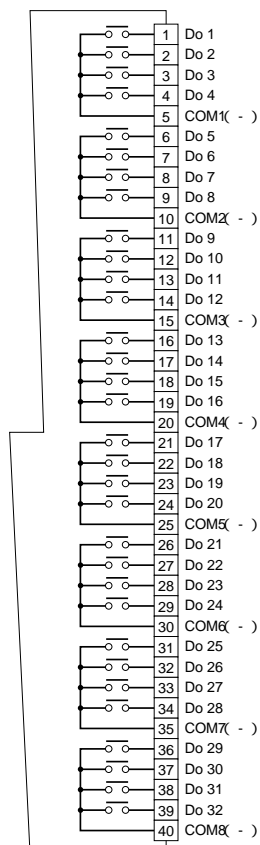 1 Do 1
2 Do 2
3 Do 3
4 Do 4
5 COM1( - )
6 Do 5
7 Do 6
8 Do 7
9 Do 8
10 COM2( - )
11 Do 9
12 Do 10
13 Do 11
14 Do 12
15 COM3( - )
16 Do 13
17 Do 14
18 Do 15
19 Do 16
20 COM4( - )
21 Do 17
22 Do 18
23 Do 19
24 Do 20
25 COM5( - )
26 Do 21
27 Do 22
28 Do 23
29 Do 24
30 COM6( - )
31 Do 25
32 Do 26
33 Do 27
34 Do 28
35 COM7( - )
36 Do 29
37 Do 30
38 Do 31
39 Do 32
40 COM8( - )